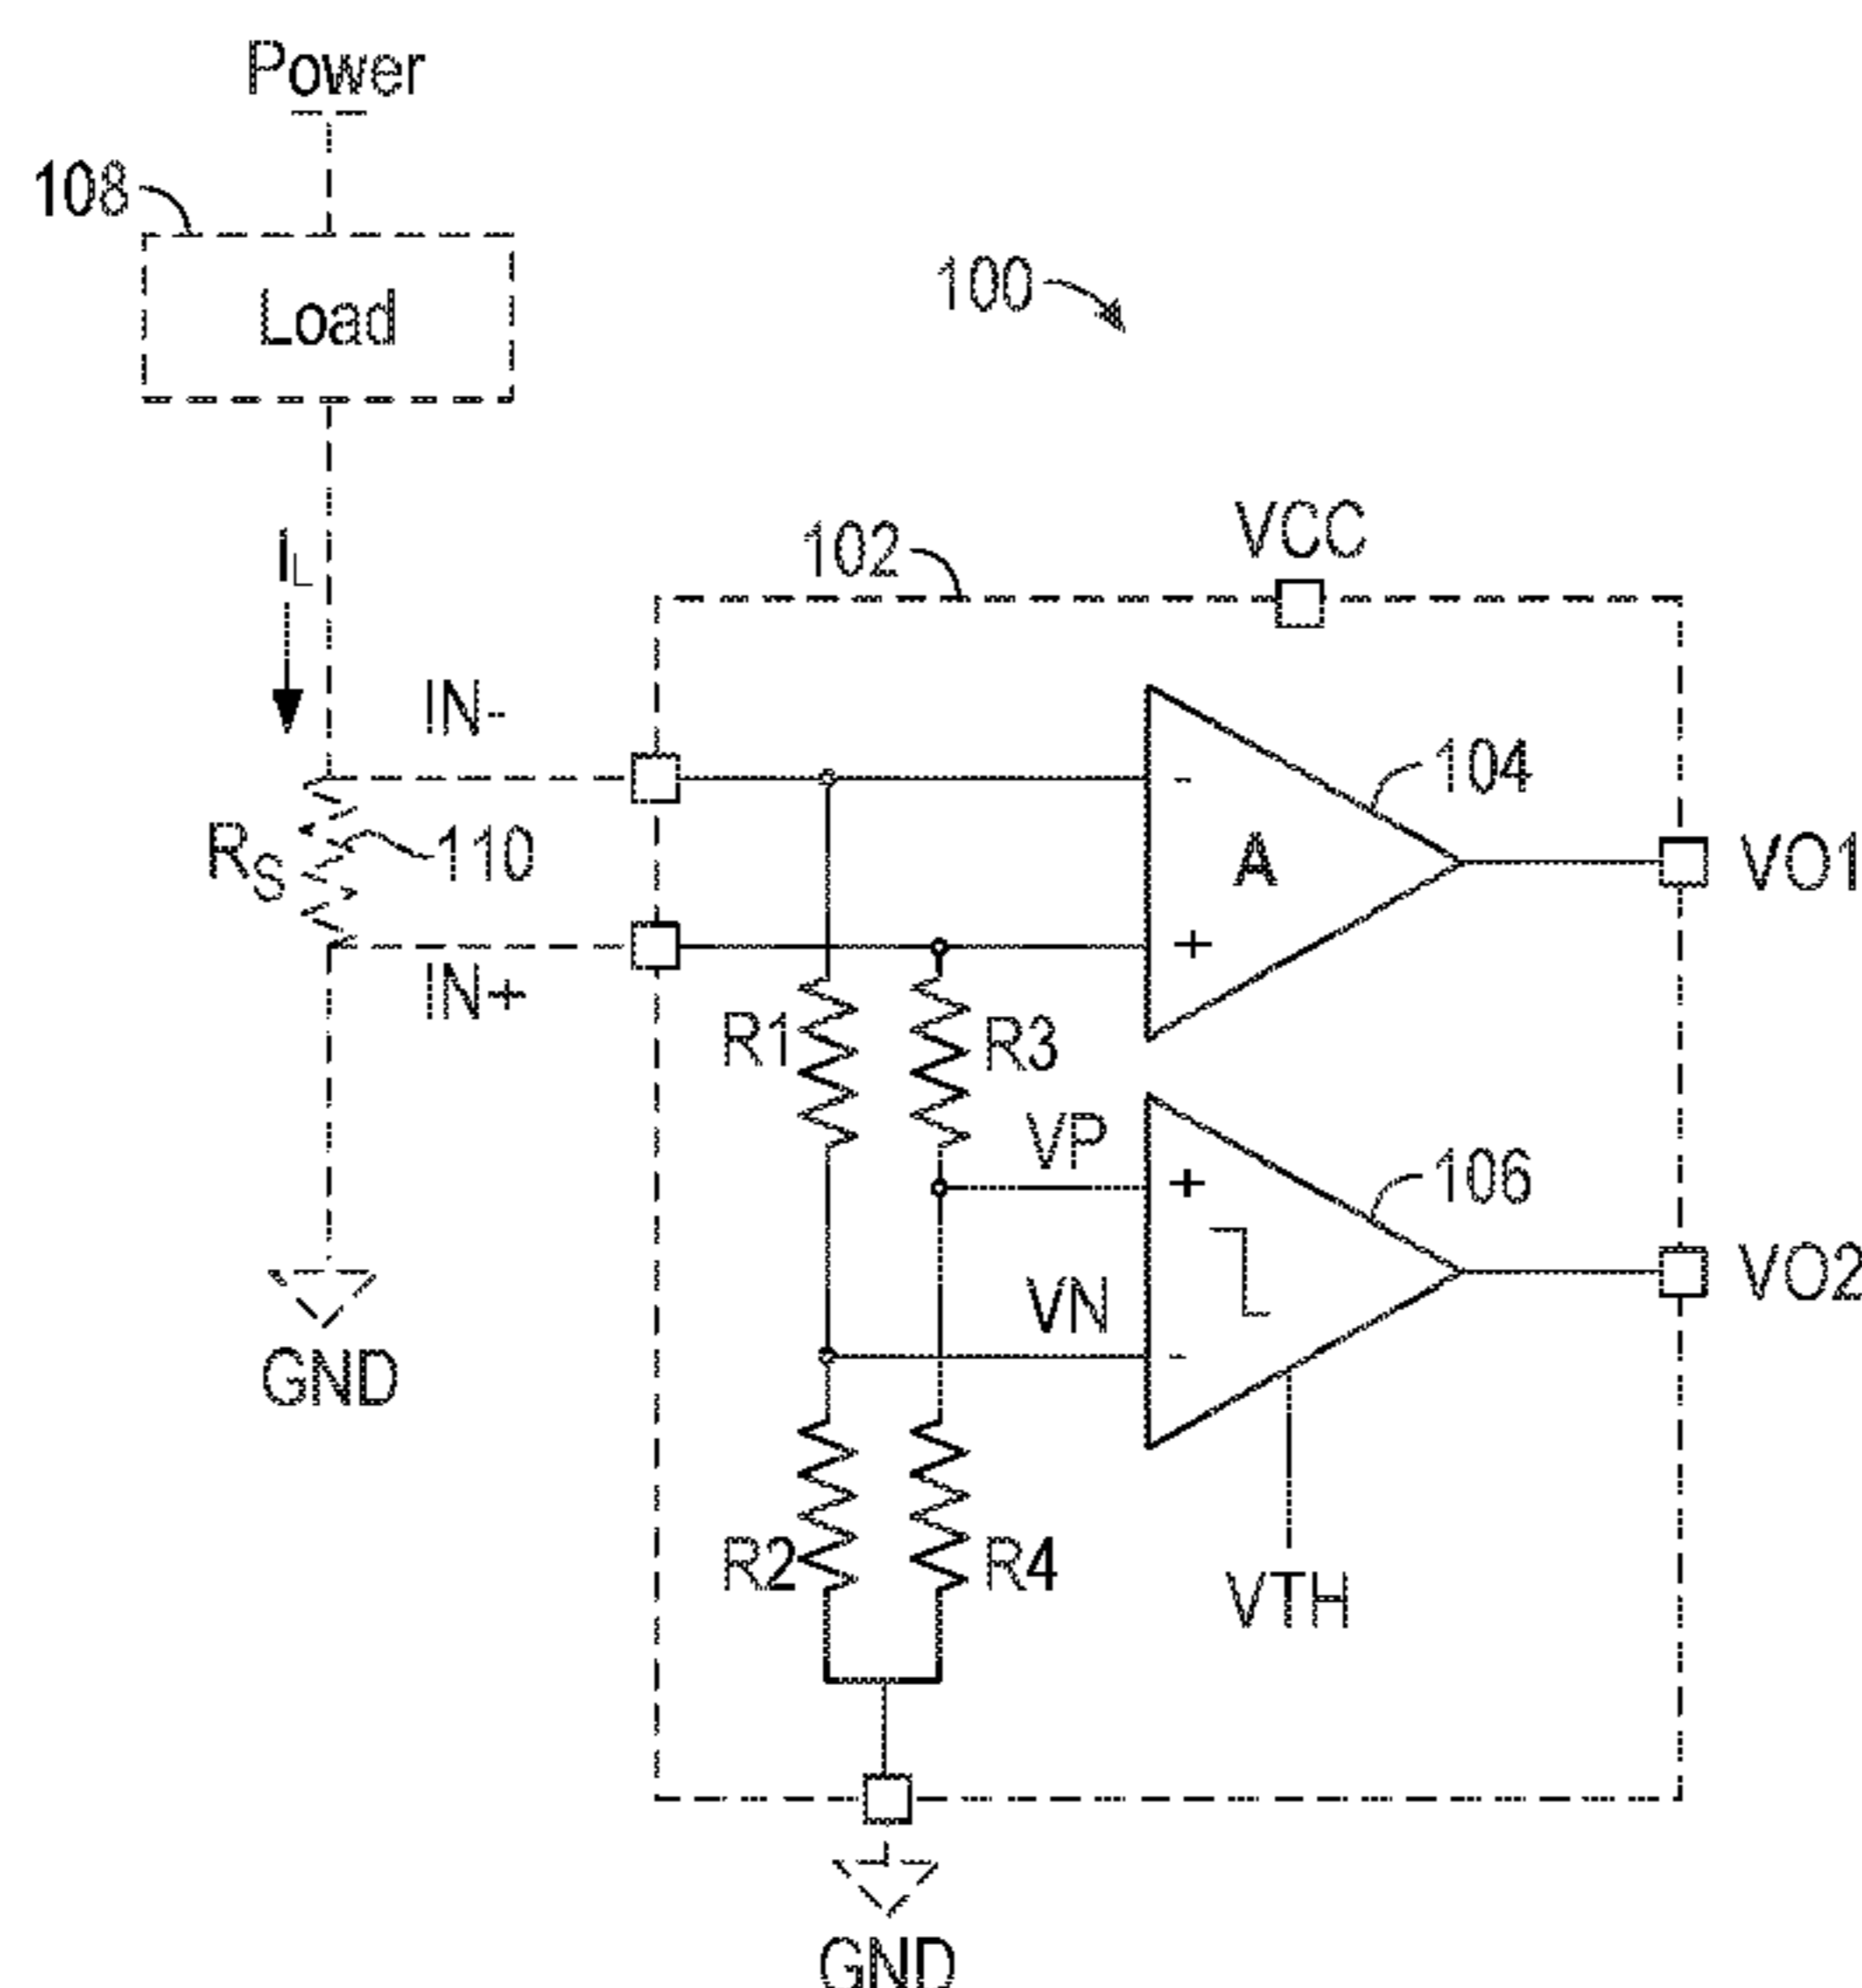 Power
108
Load
100
IL
102
VCC
IN-
104
A
-
+
VO1
RS
110
IN+
R1
R3
VP
106
+
-
VN
VO2
GND
R2
R4
VTH
GND